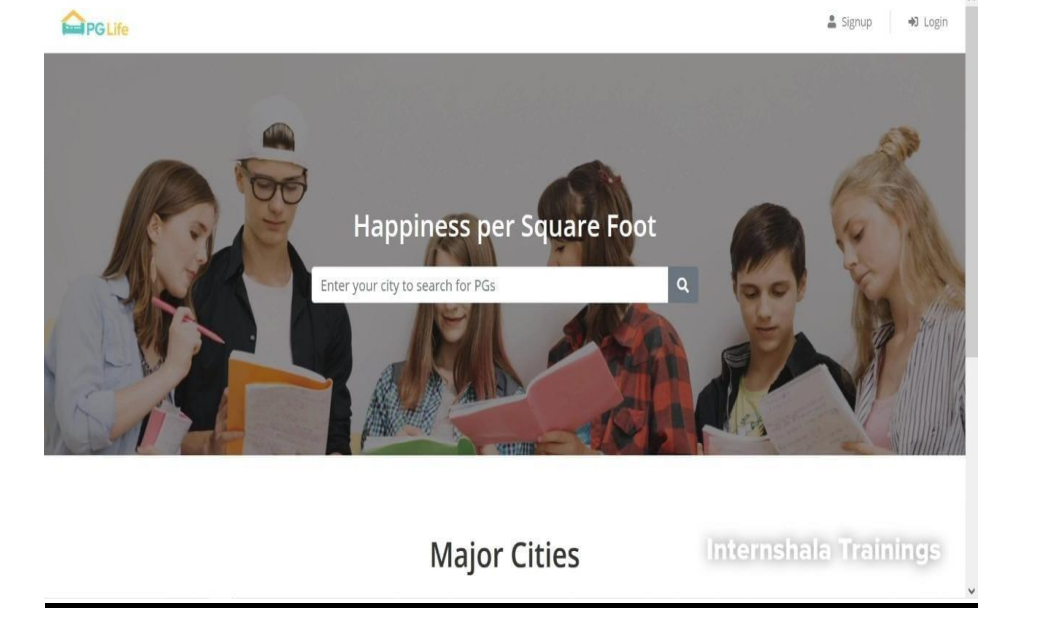 PG Life
Signup
Login
Happiness per Square Foot
Enter your city to search for PGs
Major Cities
Internshala Trainings